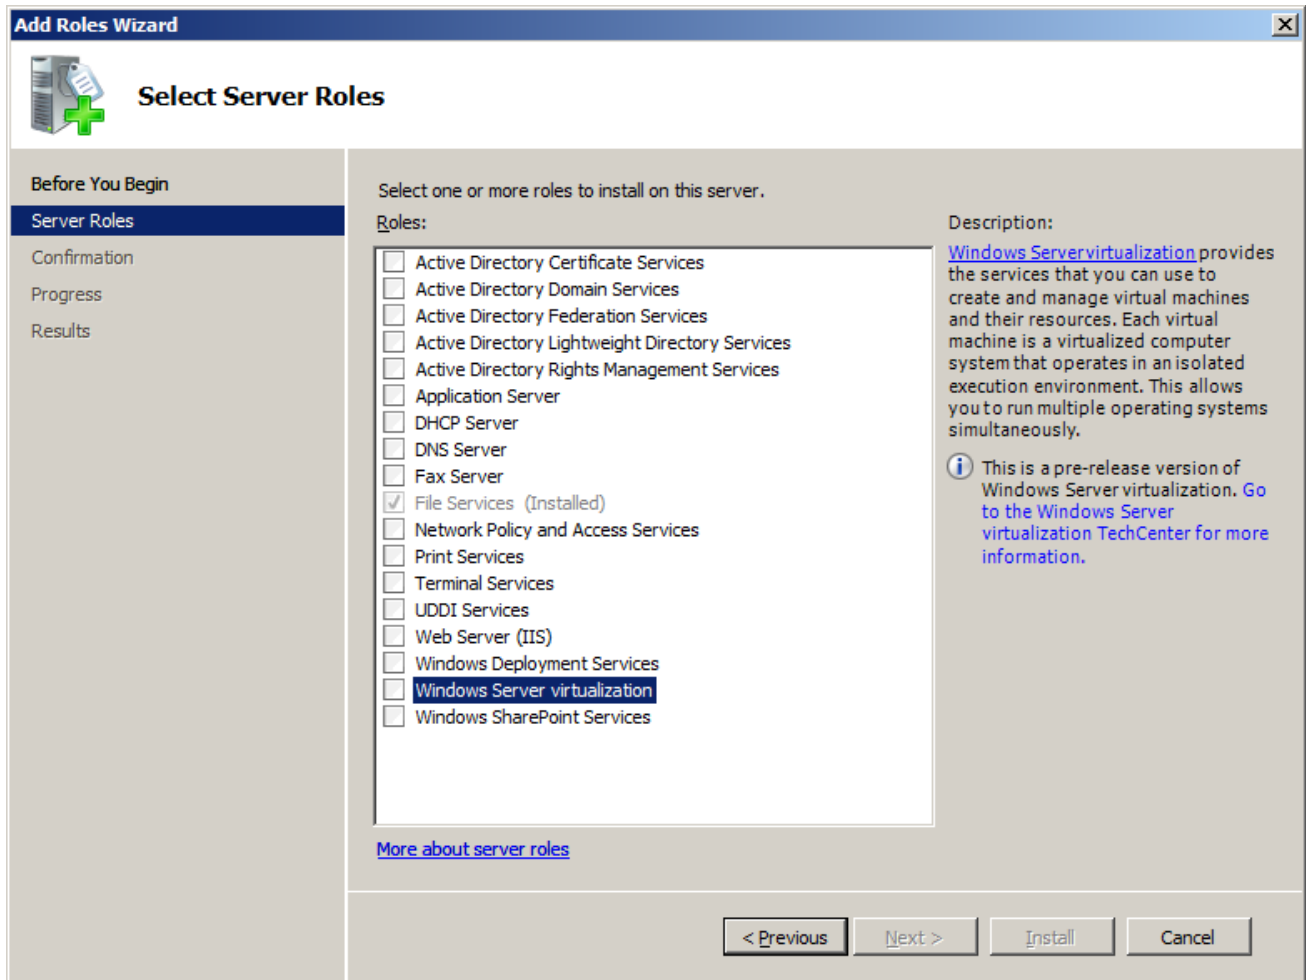 Add Roles Wizard
Select Server Roles
Before You Begin
Server Roles
Confirmation
Progress
Results
Select one or more roles to install on this server.
Roles:
Active Directory Certificate Services
Active Directory Domain Services
Active Directory Federation Services
Active Directory Lightweight Directory Services
Active Directory Rights Management Services
Application Server
DHCP Server
DNS Server
Fax Server
File Services (Installed)
Network Policy and Access Services
Print Services
Terminal Services
UDDI Services
Web Server (IIS)
Windows Deployment Services
Windows Server virtualization
Windows SharePoint Services
More about server roles
Description:
Windows Server virtualization provides
the services that you can use to
create and manage virtual machines
and their resources. Each virtual
machine is a virtualized computer
system that operates in an isolated
execution environment. This allows
you to run multiple operating systems
simultaneously.
This is a pre-release version of
Windows Server virtualization. Go
to the Windows Server
virtualization TechCenter for more
information.
< Previous
Next >
Install
Cancel